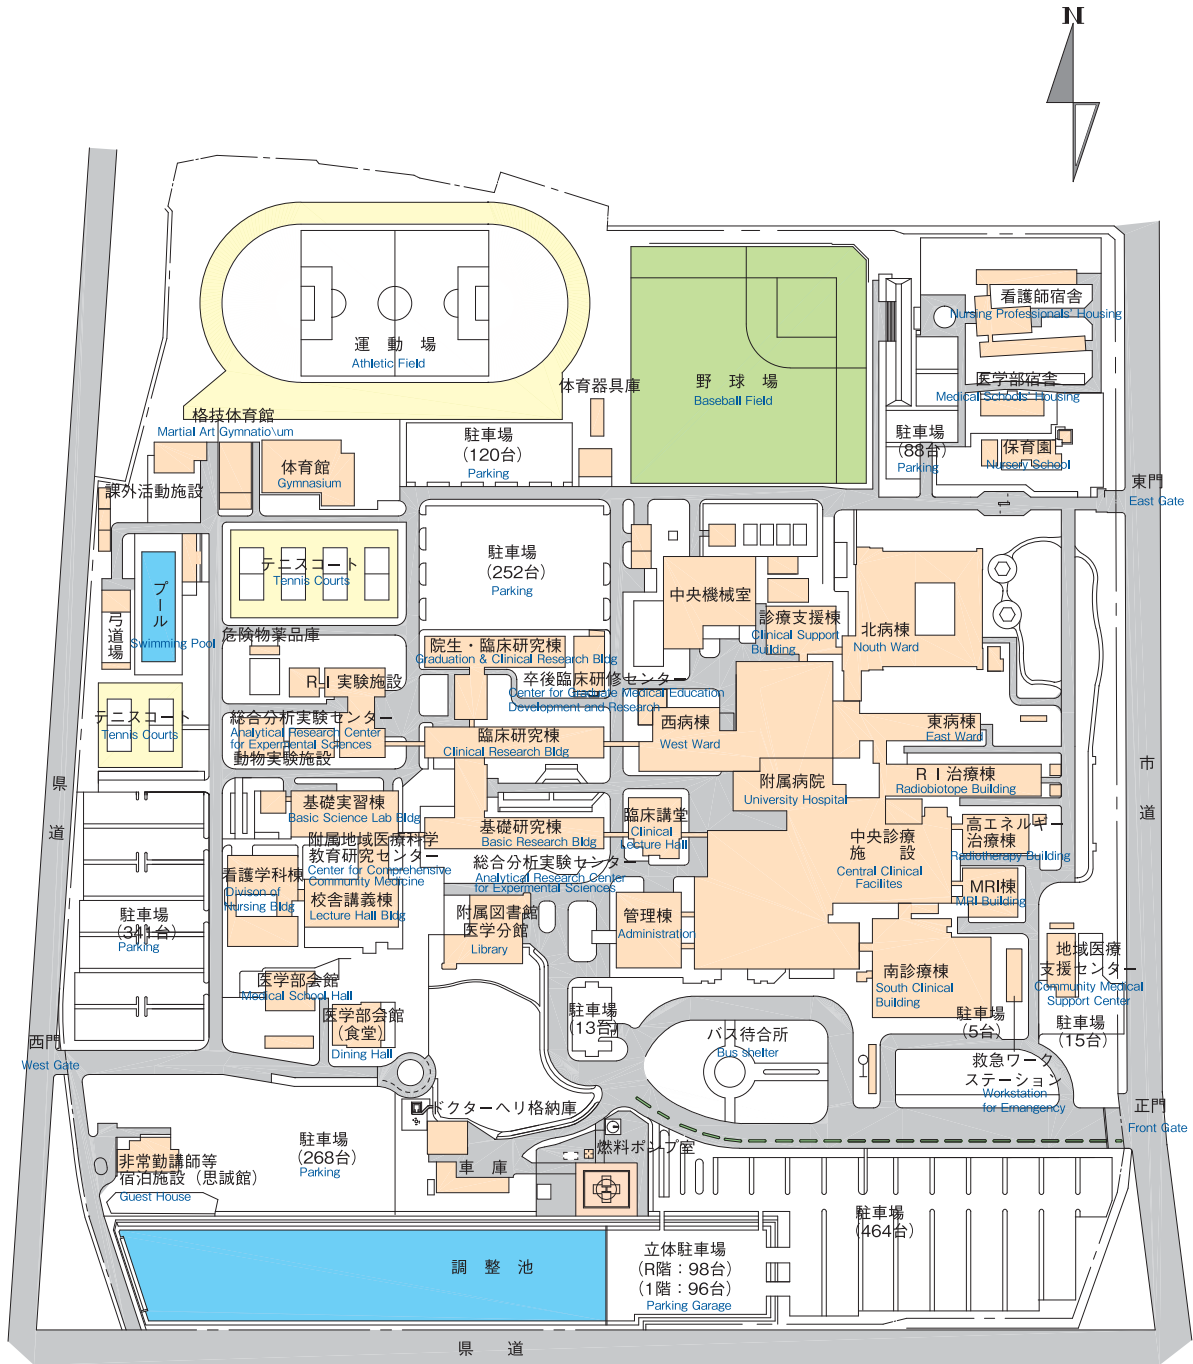 N
看護師宿舎
Nursing Professionals' Housing
運動場
Athletic Field
医学部宿舎
Medical Schools' Housing
体育器具庫
野球場
Baseball Field
格技体育館
Martial Art Gymnatio\um
駐車場
(120台)
Parking
駐車場
(88台)
Parking
保育園
Nursery School
体育館
Gymnasium
課外活動施設
東門
East Gate
駐車場
(252台)
Parking
テニスコート
Tennis Courts
プール
Swimming Pool
弓道場
中央機械室
診療支援棟
Clinical Support
Building
北病棟
Nouth Ward
危険物薬品庫
院生・臨床研究棟
Graduation & Clinical Research Bldg
R-I 実験施設
卒後臨床研修センター
Center for Graduate Medical Education
Development and Research
テニスコート
Tennis Courts
総合分析実験センター
Analytical Research Center
for Expermental Sciences
動物実験施設
臨床研究棟
Clinical Research Bldg
西病棟
West Ward
東病棟
East Ward
県道
市道
附属病院
University Hospital
RI治療棟
Radiobiotope Building
基礎実習棟
Basic Science Lab Bldg
臨床講堂
Clinical
Lecture Hall
基礎研究棟
Basic Research Bldg
中央診療
施設
Central Clinical
Facilites
高エネルギー
治療棟
Radiotherapy Building
附属地域医療科学
教育研究センター
Center for Comprehensive
Community Medicine
総合分析実験センター
Analytical Research Center
for Expermental Sciences
看護学科棟
Divison of
Nursing Bldg
校舎講義棟
Lecture Hall Bldg
MRI棟
MRI Building
駐車場
(341台)
Parking
附属図書館
医学分館
Library
管理棟
Administration
地域医療
支援センター
Community Medical
Support Center
南診療棟
South Clinical
Building
医学部会館
Medical School Hall
医学部会館
(食堂)
Dining Hall
駐車場
(13台)
バス待合所
Bus shelter
駐車場
(5台)
駐車場
(15台)
西門
West Gate
救急ワーク
ステーション
Workstation
for Emangency
ドクターヘリ格納庫
正門
Front Gate
駐車場
(268台)
Parking
燃料ポンプ室
非常勤講師等
宿泊施設(思誠館)
Guest House
車庫
駐車場
(464台)
調整池
立体駐車場
(R階:98台)
(1階:96台)
Parking Garage
県道